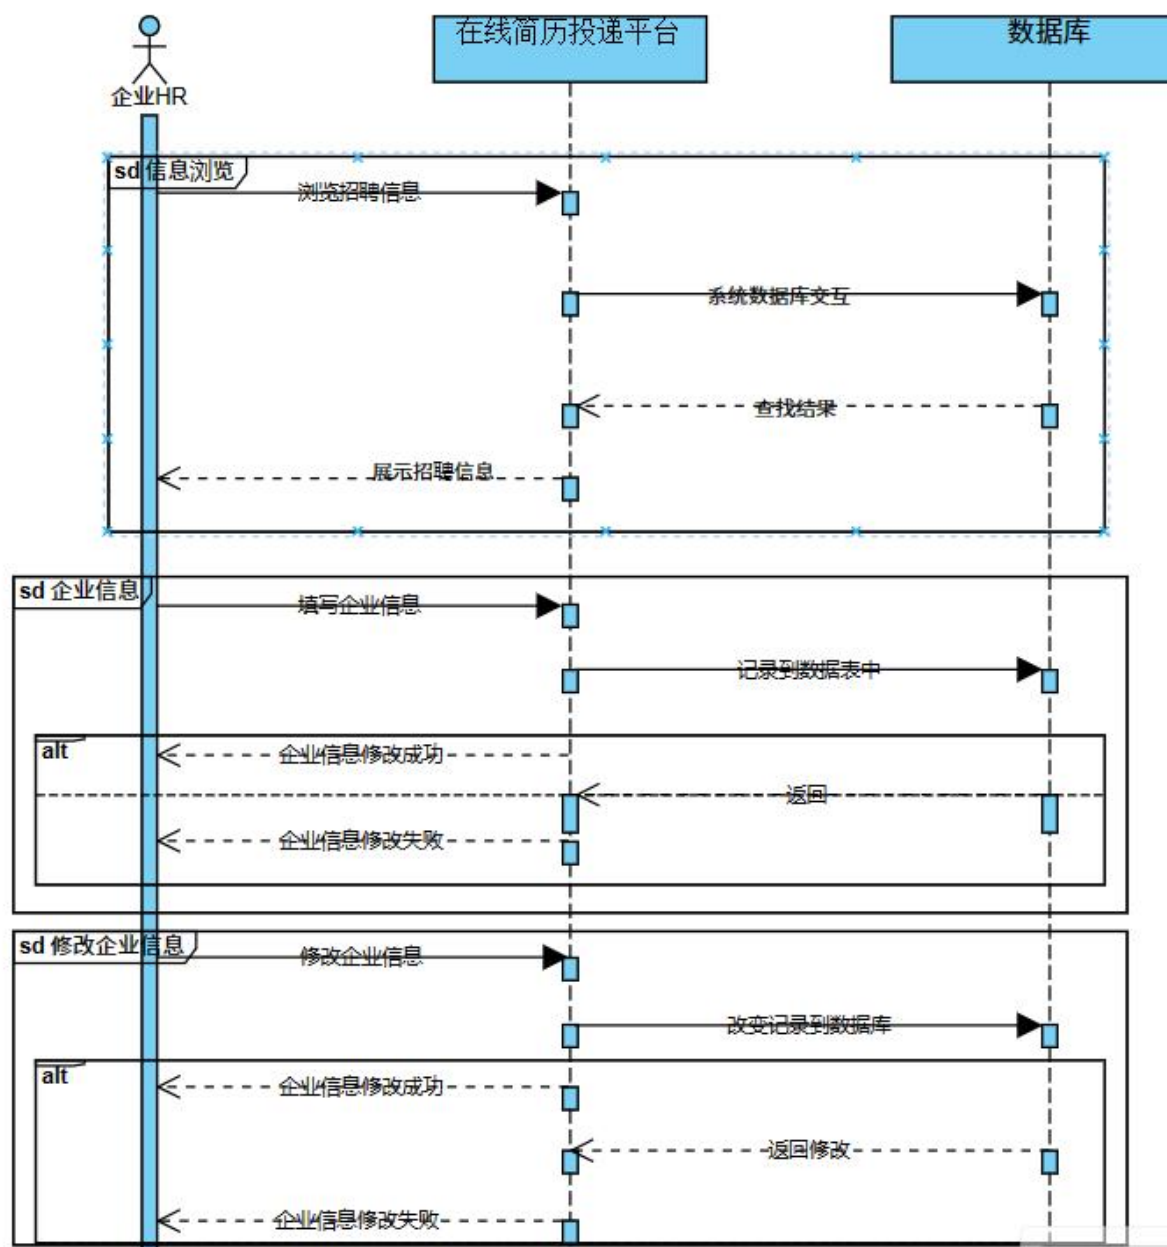 在线简历投递平台
数据库
企业HR
sd 信息浏览
浏览招聘信息
系统数据库交互
查找结果
展示招聘信息
sd 企业信息
填写企业信息
记录到数据表中
alt
企业信息修改成功
返回
企业信息修改失败
sd 修改企业信息
修改企业信息
改变记录到数据库
alt
企业信息修改成功
返回修改
企业信息修改失败